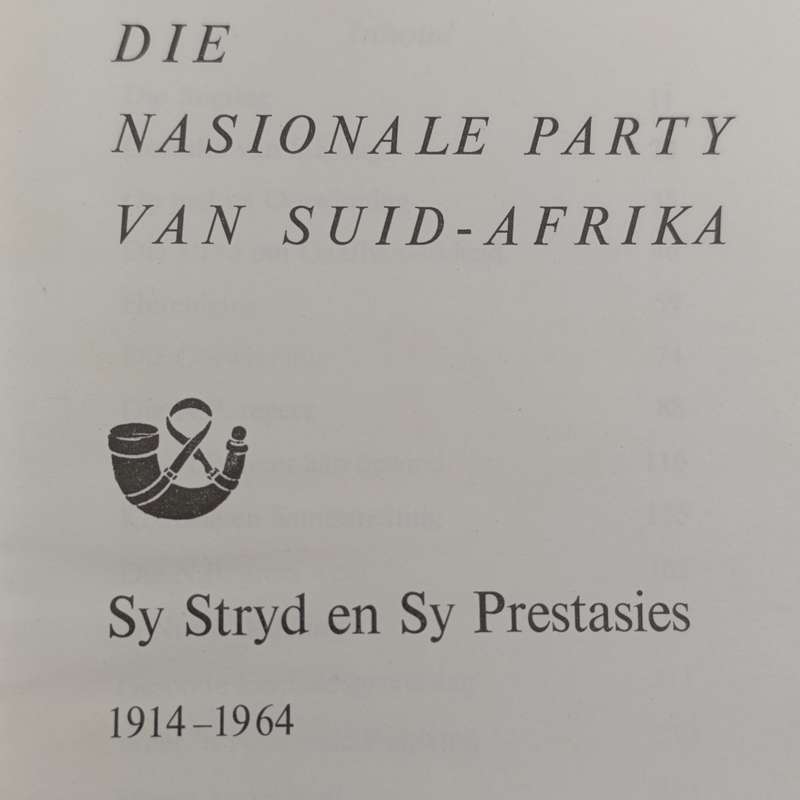 DIE
NASIONALE PARTY
VAN SUID-AFRIKA
Sy Stryd en Sy Prestasies
1914–1964